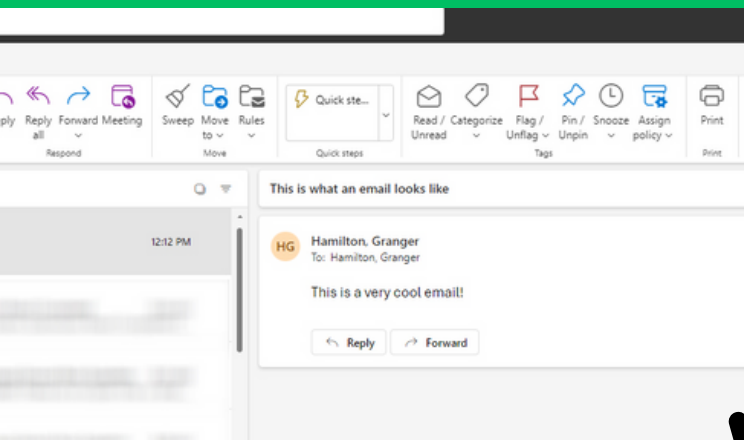 ply Reply all Forward Meeting
Respond
Sweep Move to Rules
Move
Quick ste...
Quick steps
Read / Unread Categorize Flag / Unflag Pin / Unpin Snooze Assign policy
Tags
Print
Print
This is what an email looks like
12:12 PM
HG
Hamilton, Granger
To: Hamilton, Granger
This is a very cool email!
Reply
Forward